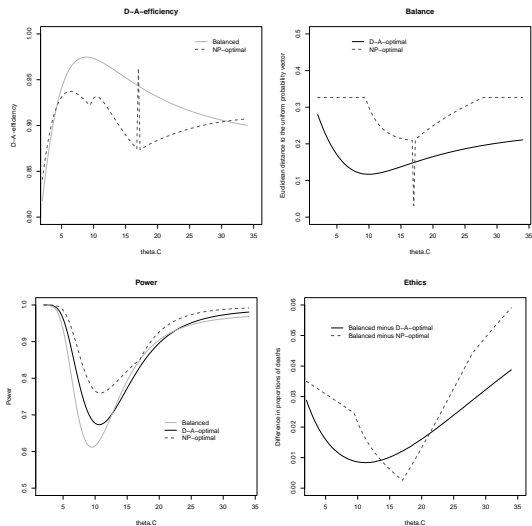 D−A−efficiency
Balanced
NP−optimal
D−A−efficiency
0.80 0.85 0.90 0.95 1.00
5 10 15 20 25 30 35
theta.C
Balance
D−A−optimal
NP−optimal
Euclidean distance to the uniform probability vector
0.0 0.1 0.2 0.3 0.4 0.5
5 10 15 20 25 30 35
theta.C
Power
Balanced
D−A−optimal
NP−optimal
Power
0.5 0.6 0.7 0.8 0.9 1.0
5 10 15 20 25 30 35
theta.C
Ethics
Balanced minus D−A−optimal
Balanced minus NP−optimal
Difference in proportions of deaths
0.00 0.01 0.02 0.03 0.04 0.05 0.06
5 10 15 20 25 30 35
theta.C